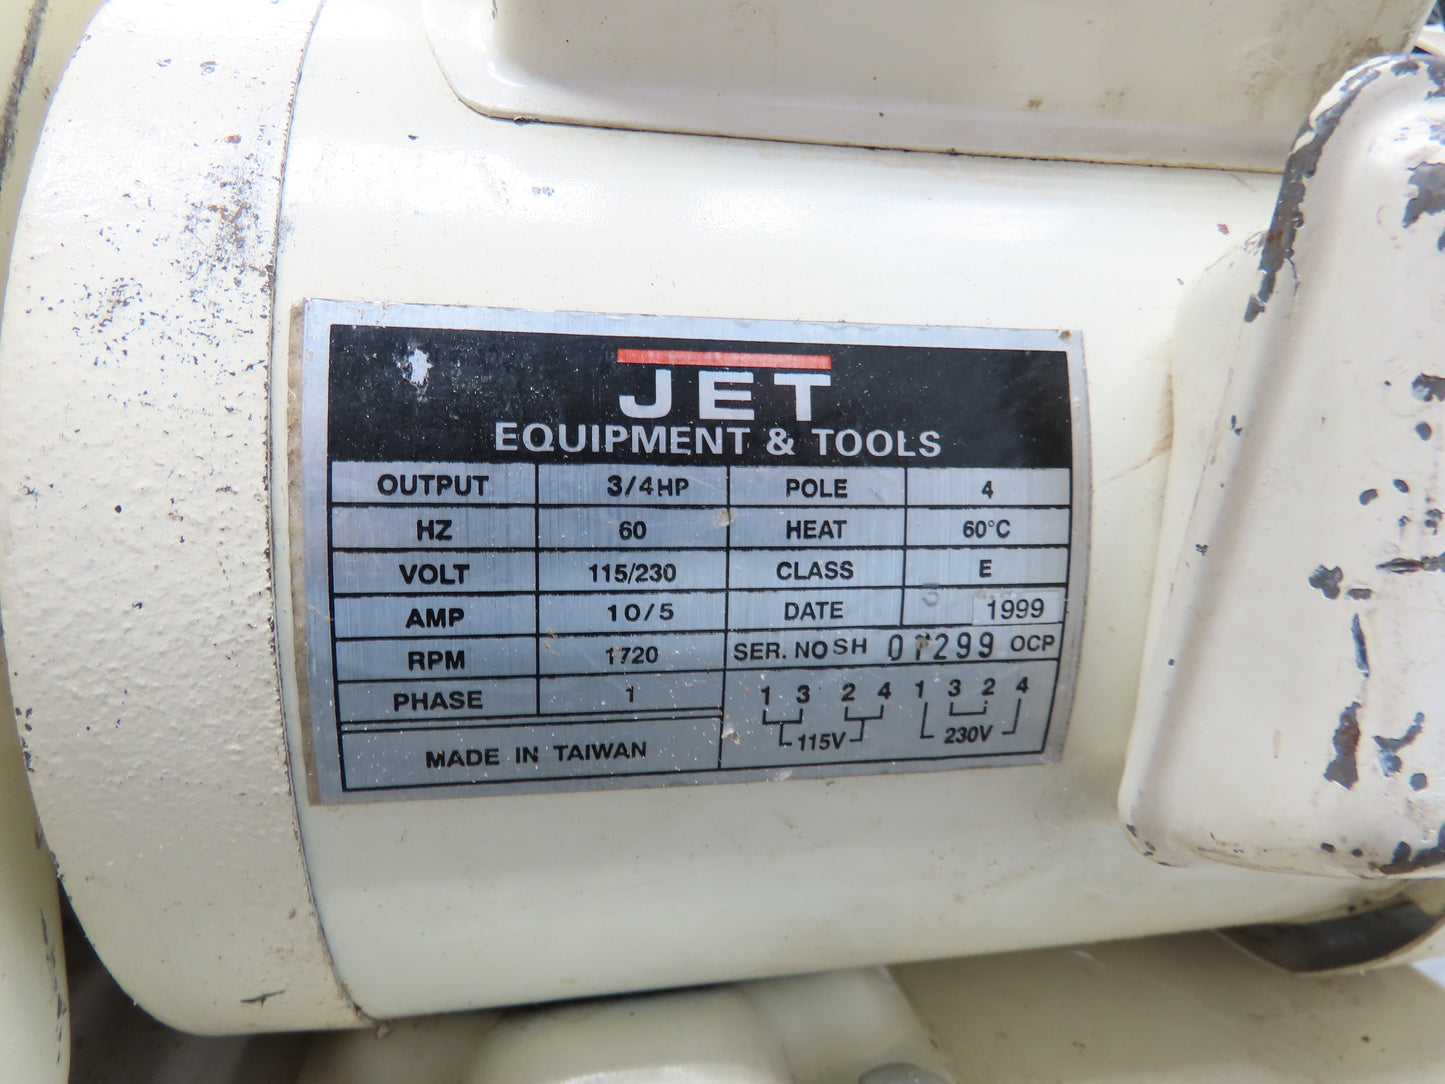 JET
EQUIPMENT & TOOLS
OUTPUT 3/4HP POLE 4
HZ 60 HEAT 60°C
VOLT 115/230 CLASS E
AMP 10/5 DATE 1999
RPM 1720 SER. NO SH 07299 OCP
PHASE 1
1 3 2 4 1 3 2 4
115V 230V
MADE IN TAIWAN